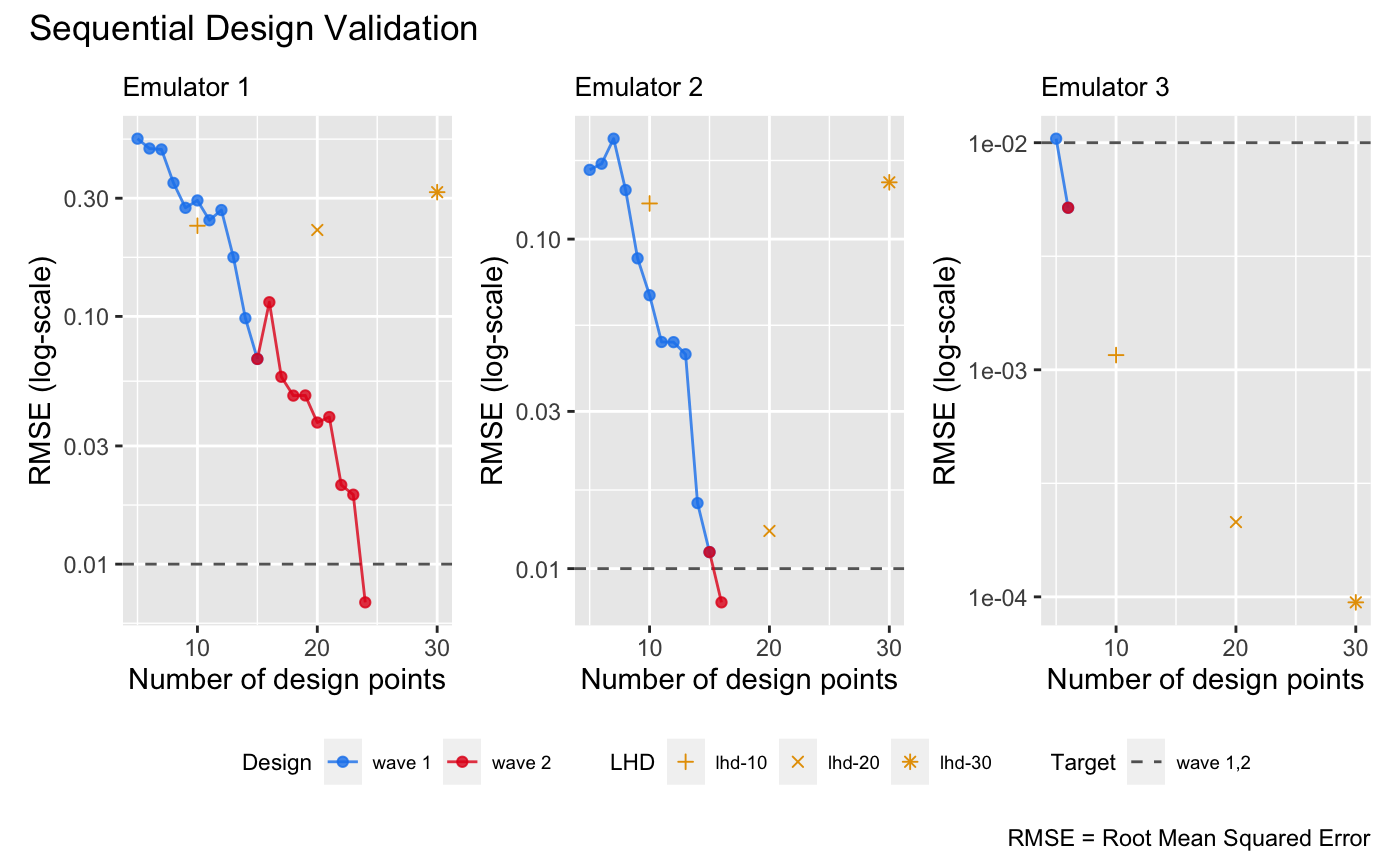 Sequential Design Validation
Emulator 1
Emulator 2
Emulator 3
RMSE (log-scale)
0.30
0.10
0.03
0.01
10
20
30
Number of design points
RMSE (log-scale)
0.10
0.03
0.01
10
20
30
Number of design points
RMSE (log-scale)
1e-02
1e-03
1e-04
10
20
30
Number of design points
Design wave 1 wave 2 LHD lhd-10 lhd-20 lhd-30 Target wave 1,2
RMSE = Root Mean Squared Error